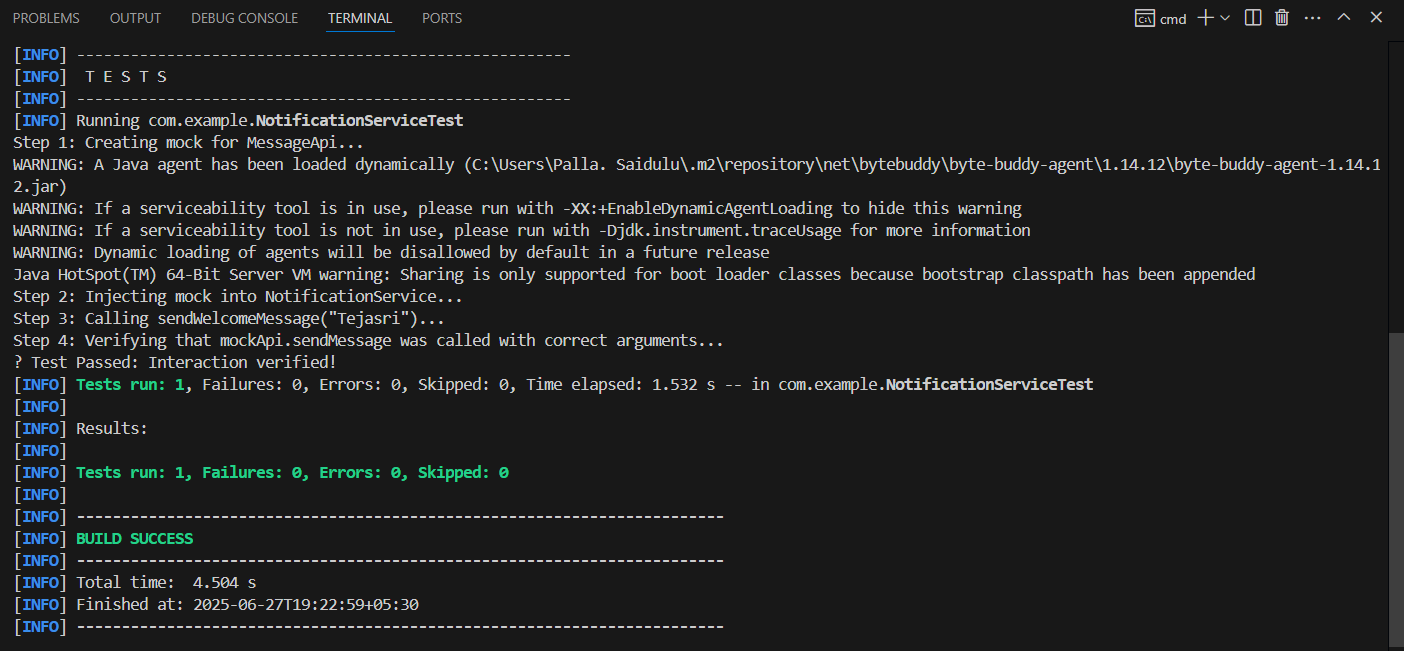 PROBLEMS OUTPUT DEBUG CONSOLE TERMINAL PORTS cmd
[INFO] -------------------------------------------------------
[INFO]  T E S T S
[INFO] -------------------------------------------------------
[INFO] Running com.example.NotificationServiceTest
Step 1: Creating mock for MessageApi...
WARNING: A Java agent has been loaded dynamically (C:\Users\Palla. Saidulu\.m2\repository\net\bytebuddy\byte-buddy-agent\1.14.12\byte-buddy-agent-1.14.1
2.jar)
WARNING: If a serviceability tool is in use, please run with -XX:+EnableDynamicAgentLoading to hide this warning
WARNING: If a serviceability tool is not in use, please run with -Djdk.instrument.traceUsage for more information
WARNING: Dynamic loading of agents will be disallowed by default in a future release
Java HotSpot(TM) 64-Bit Server VM warning: Sharing is only supported for boot loader classes because bootstrap classpath has been appended
Step 2: Injecting mock into NotificationService...
Step 3: Calling sendWelcomeMessage("Tejasri")...
Step 4: Verifying that mockApi.sendMessage was called with correct arguments...
? Test Passed: Interaction verified!
[INFO] Tests run: 1, Failures: 0, Errors: 0, Skipped: 0, Time elapsed: 1.532 s -- in com.example.NotificationServiceTest
[INFO]
[INFO] Results:
[INFO]
[INFO] Tests run: 1, Failures: 0, Errors: 0, Skipped: 0
[INFO]
[INFO] ------------------------------------------------------------------------
[INFO] BUILD SUCCESS
[INFO] ------------------------------------------------------------------------
[INFO] Total time:  4.504 s
[INFO] Finished at: 2025-06-27T19:22:59+05:30
[INFO] ------------------------------------------------------------------------